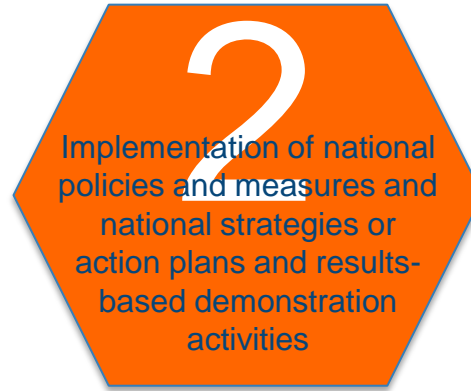 2
Implementation of national
policies and measures and
national strategies or
action plans and results-
based demonstration
activities